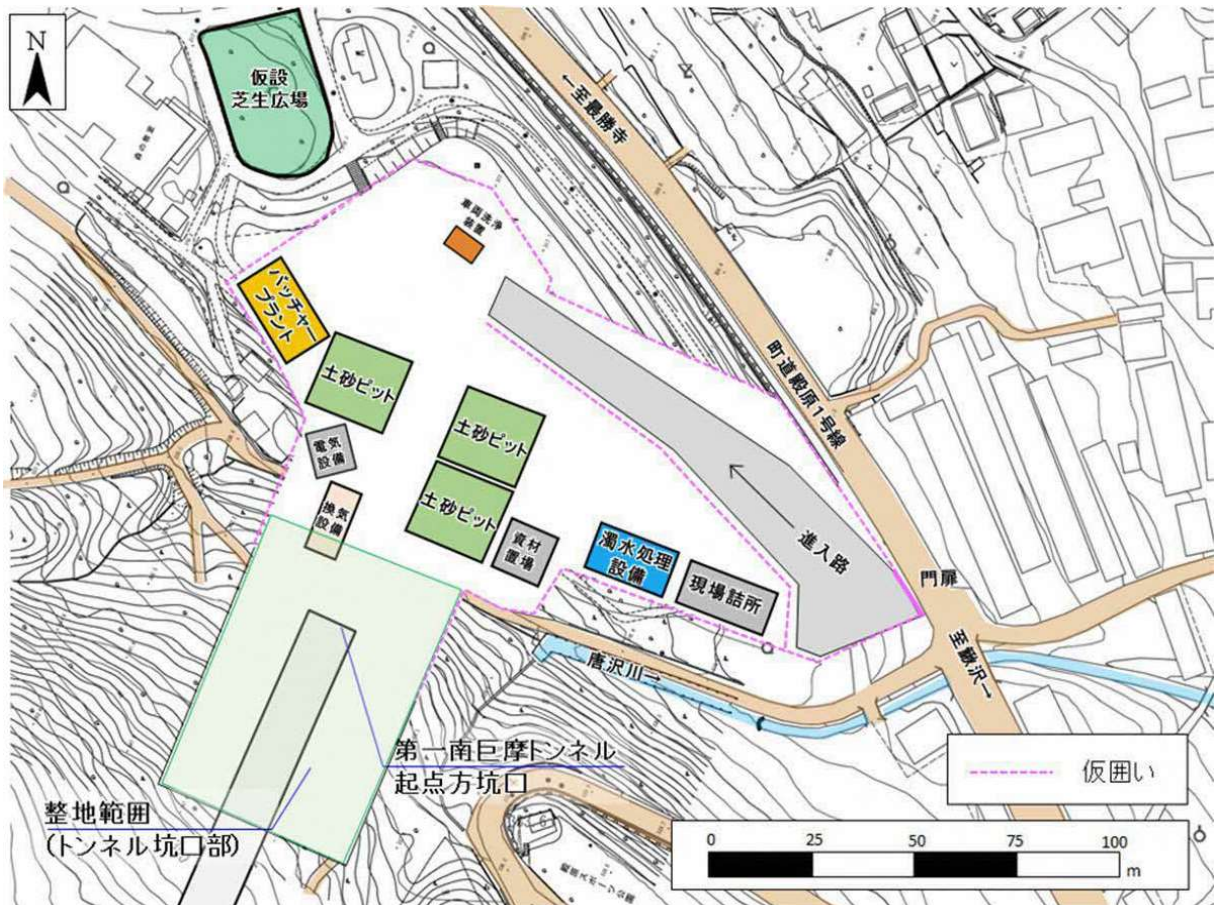 N
仮設
芝生広場
←至最勝寺
森の教室
車両洗浄
装置
バッチャー
プラント
土砂ピット
町道殿原1号線
土砂ピット
電気
設備
土砂ピット
換気
設備
資材
置場
濁水処理
設備
現場詰所
進入路
門扉
唐沢川→
至鰍沢→
第一南巨摩トンネル
起点方坑口
整地範囲
(トンネル坑口部)
仮囲い
0 25 50 75 100
m